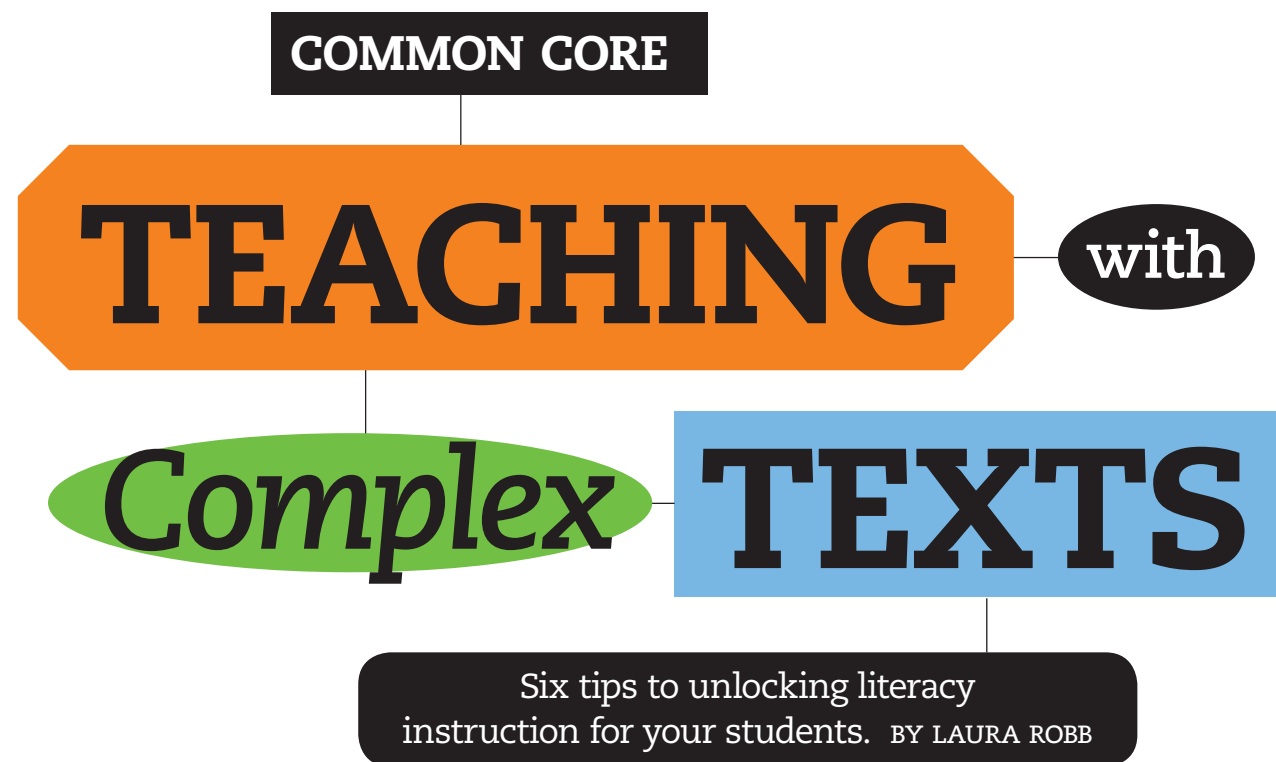 COMMON CORE
TEACHING
with
Complex
TEXTS
Six tips to unlocking literacy
instruction for your students. BY LAURA ROBB